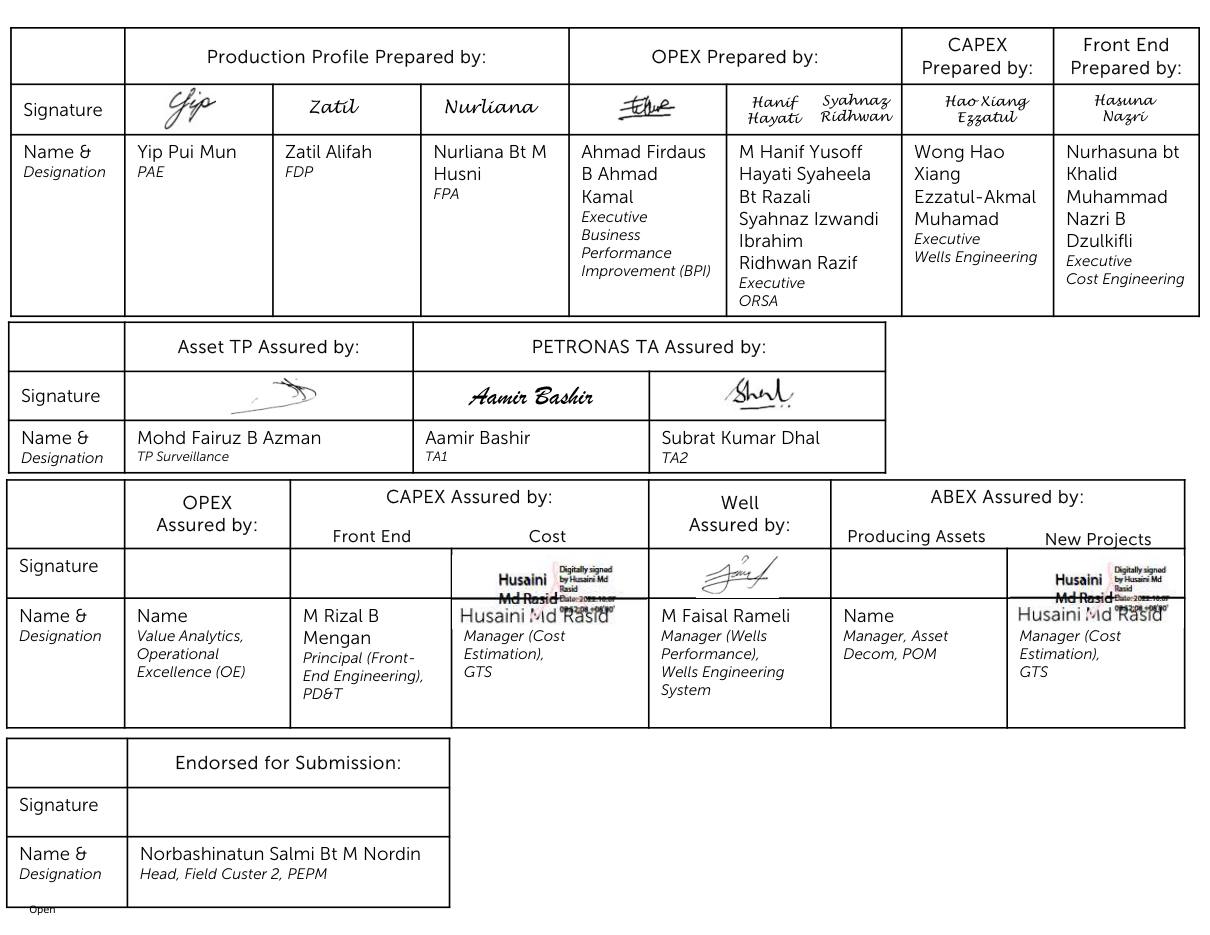 Production Profile Prepared by:
OPEX Prepared by:
CAPEX
Prepared by:
Front End
Prepared by:
Signature
Yip
Zatil
Nurliana
Hanif
Hayati
Syahnaz
Ridhwan
Hao Xiang
Ezzatul
Hasuna
Nazri
Name &
Designation
Yip Pui Mun
PAE
Zatil Alifah
FDP
Nurliana Bt M
Husni
FPA
Ahmad Firdaus
B Ahmad
Kamal
Executive
Business
Performance
Improvement (BPI)
M Hanif Yusoff
Hayati Syaheela
Bt Razali
Syahnaz Izwandi
Ibrahim
Ridhwan Razif
Executive
ORSA
Wong Hao
Xiang
Ezzatul-Akmal
Muhamad
Executive
Wells Engineering
Nurhasuna bt
Khalid
Muhammad
Nazri B
Dzulkifli
Executive
Cost Engineering
Asset TP Assured by:
PETRONAS TA Assured by:
Signature
Aamir Bashir
Name &
Designation
Mohd Fairuz B Azman
TP Surveillance
Aamir Bashir
TA1
Subrat Kumar Dhal
TA2
OPEX
Assured by:
CAPEX Assured by:
Front End
Cost
Well
Assured by:
ABEX Assured by:
Producing Assets
New Projects
Signature
Husaini
Md Rasid
Digitally signed
by Husaini Md
Rasid
Husaini
Md Rasid
Digitally signed
by Husaini Md
Rasid
Name &
Designation
Name
Value Analytics,
Operational
Excellence (OE)
M Rizal B
Mengan
Principal (Front-
End Engineering),
PD&T
Husaini Md Rasid
Manager (Cost
Estimation),
GTS
M Faisal Rameli
Manager (Wells
Performance),
Wells Engineering
System
Name
Manager, Asset
Decom, POM
Husaini Md Rasid
Manager (Cost
Estimation),
GTS
Endorsed for Submission:
Signature
Name &
Designation
Norbashinatun Salmi Bt M Nordin
Head, Field Custer 2, PEPM
Open